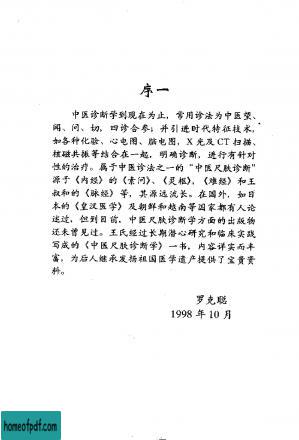 序一
中医诊断学到现在为止，常用诊法为中医望、
闻、问、切，四诊合参；并引进时代特征技术，
如各种化验、心电图、脑电图，X光及CT扫描、
核磁共振等结合在一起，明确诊断，进行有针对
性的治疗。属于中医诊法之一的“中医尺肤诊断”
源于《内经》的《素问》、《灵枢》，《难经》和王
叔和的《脉经》等，其源远流长。在国外，如日
本的《皇汉医学》及朝鲜和越南等国家都有人论
述过，但到目前，中医尺肤诊断学方面的出版物
还未曾见过。王氏经过长期潜心研究和临床实践
写成的《中医尺肤诊断学》一书，内容详实而丰
富，为后人继承发扬祖国医学遗产提供了宝贵资
料。
罗克聪
1998年10月
homeofpdf.com